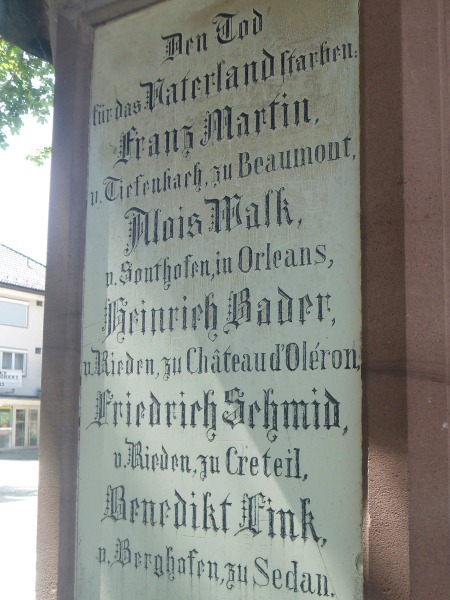 Den Tod
für das Vaterland starben:
Franz Martin,
v. Tiefenbach, zu Beaumont,
Alois Walk,
v. Sonthofen, in Orleans,
Heinrich Bader,
v. Rieden, zu Château d'Oléron,
Friedrich Schmid,
v. Rieden, zu Creteil,
Benedikt Fink,
v. Berghofen, zu Sedan.